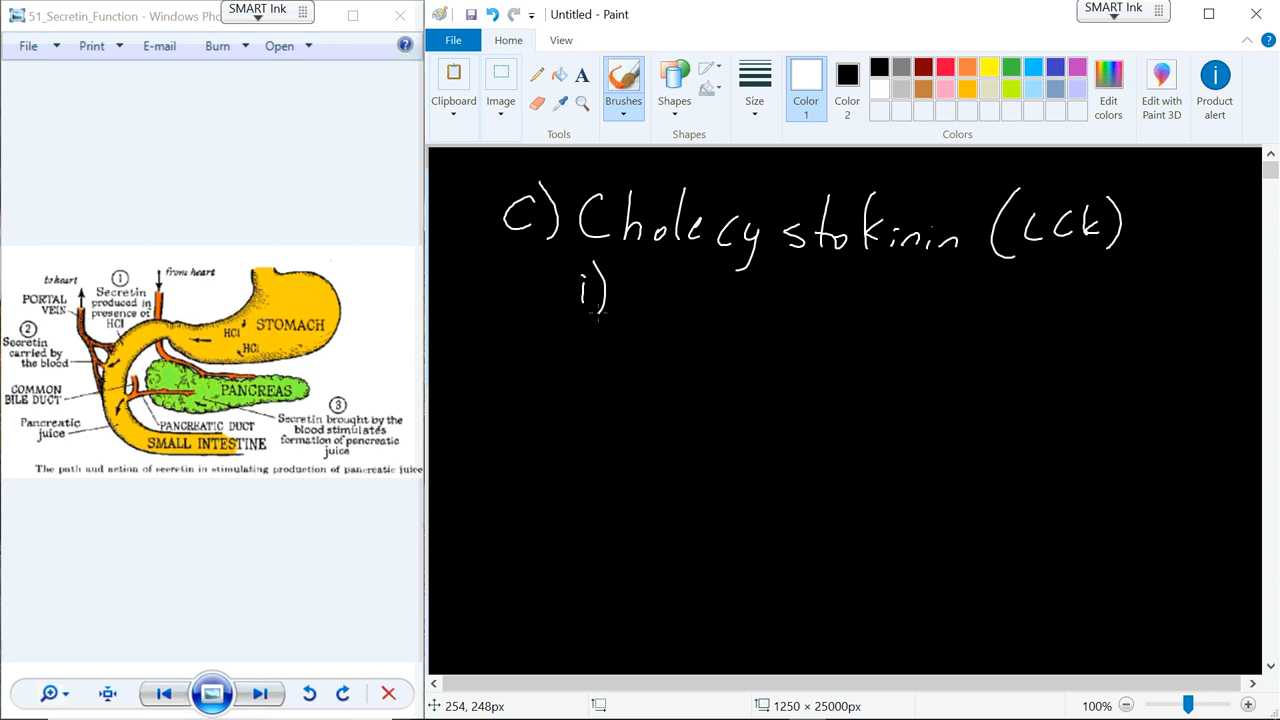 51_Secretin_Function - Windows Pho
SMART Ink
File Print E-mail Burn Open
to heart
from heart
PORTAL VEIN
1
Secretin produced in presence of HCl
STOMACH
HCl
HCl
2
Secretin carried by the blood
COMMON BILE DUCT
PANCREAS
3
Pancreatic juice
PANCREATIC DUCT
Secretin brought by the blood stimulates formation of pancreatic juice
SMALL INTESTINE
The path and action of secretin in stimulating production of pancreatic juice
Untitled - Paint
SMART Ink
File Home View
Clipboard
Image
Tools
Brushes
Shapes
Shapes
Size
Color 1
Color 2
Colors
Edit colors
Edit with Paint 3D
Product alert
C) Cholecystokinin (CCK)
i)
254, 248px
1250 × 25000px
100%